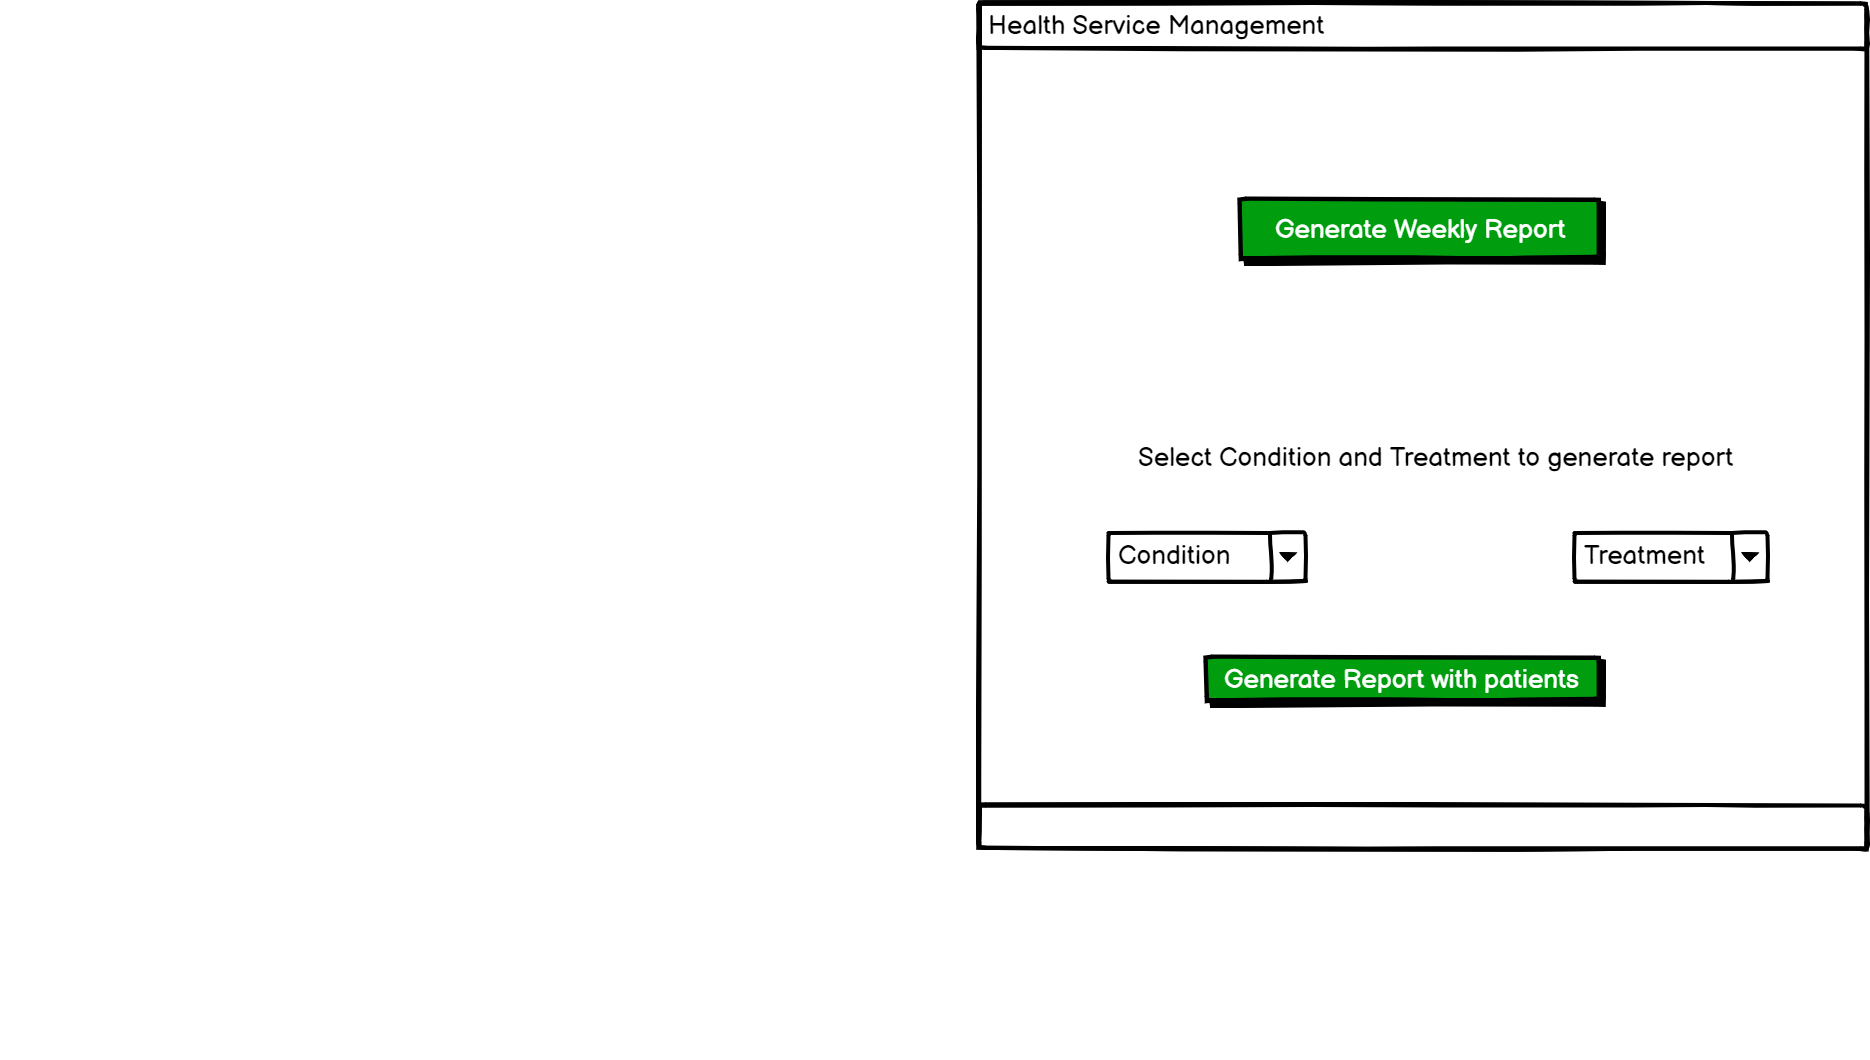 Health Service Management
Generate Weekly Report
Select Condition and Treatment to generate report
Condition
Treatment
Generate Report with patients